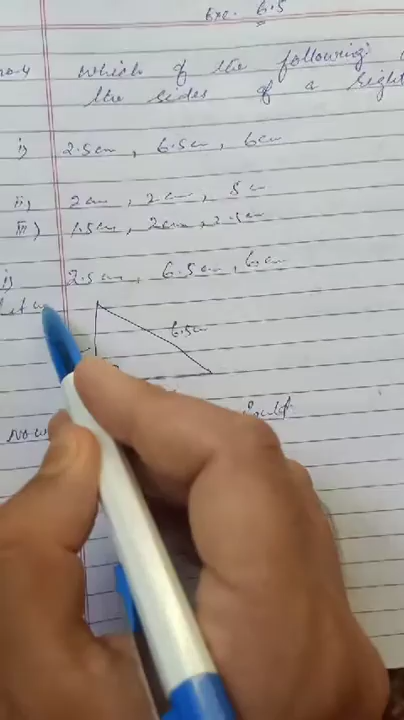 Exe. 6.5
which of the following
the sides of a right
i) 2.5cm, 6.5cm, 6cm
ii) 2cm, 2cm, 5cm
iii) 1.5cm, 2cm, 2.5cm
i) 2.5cm, 6.5cm, 6cm
Let
6.5cm
Now